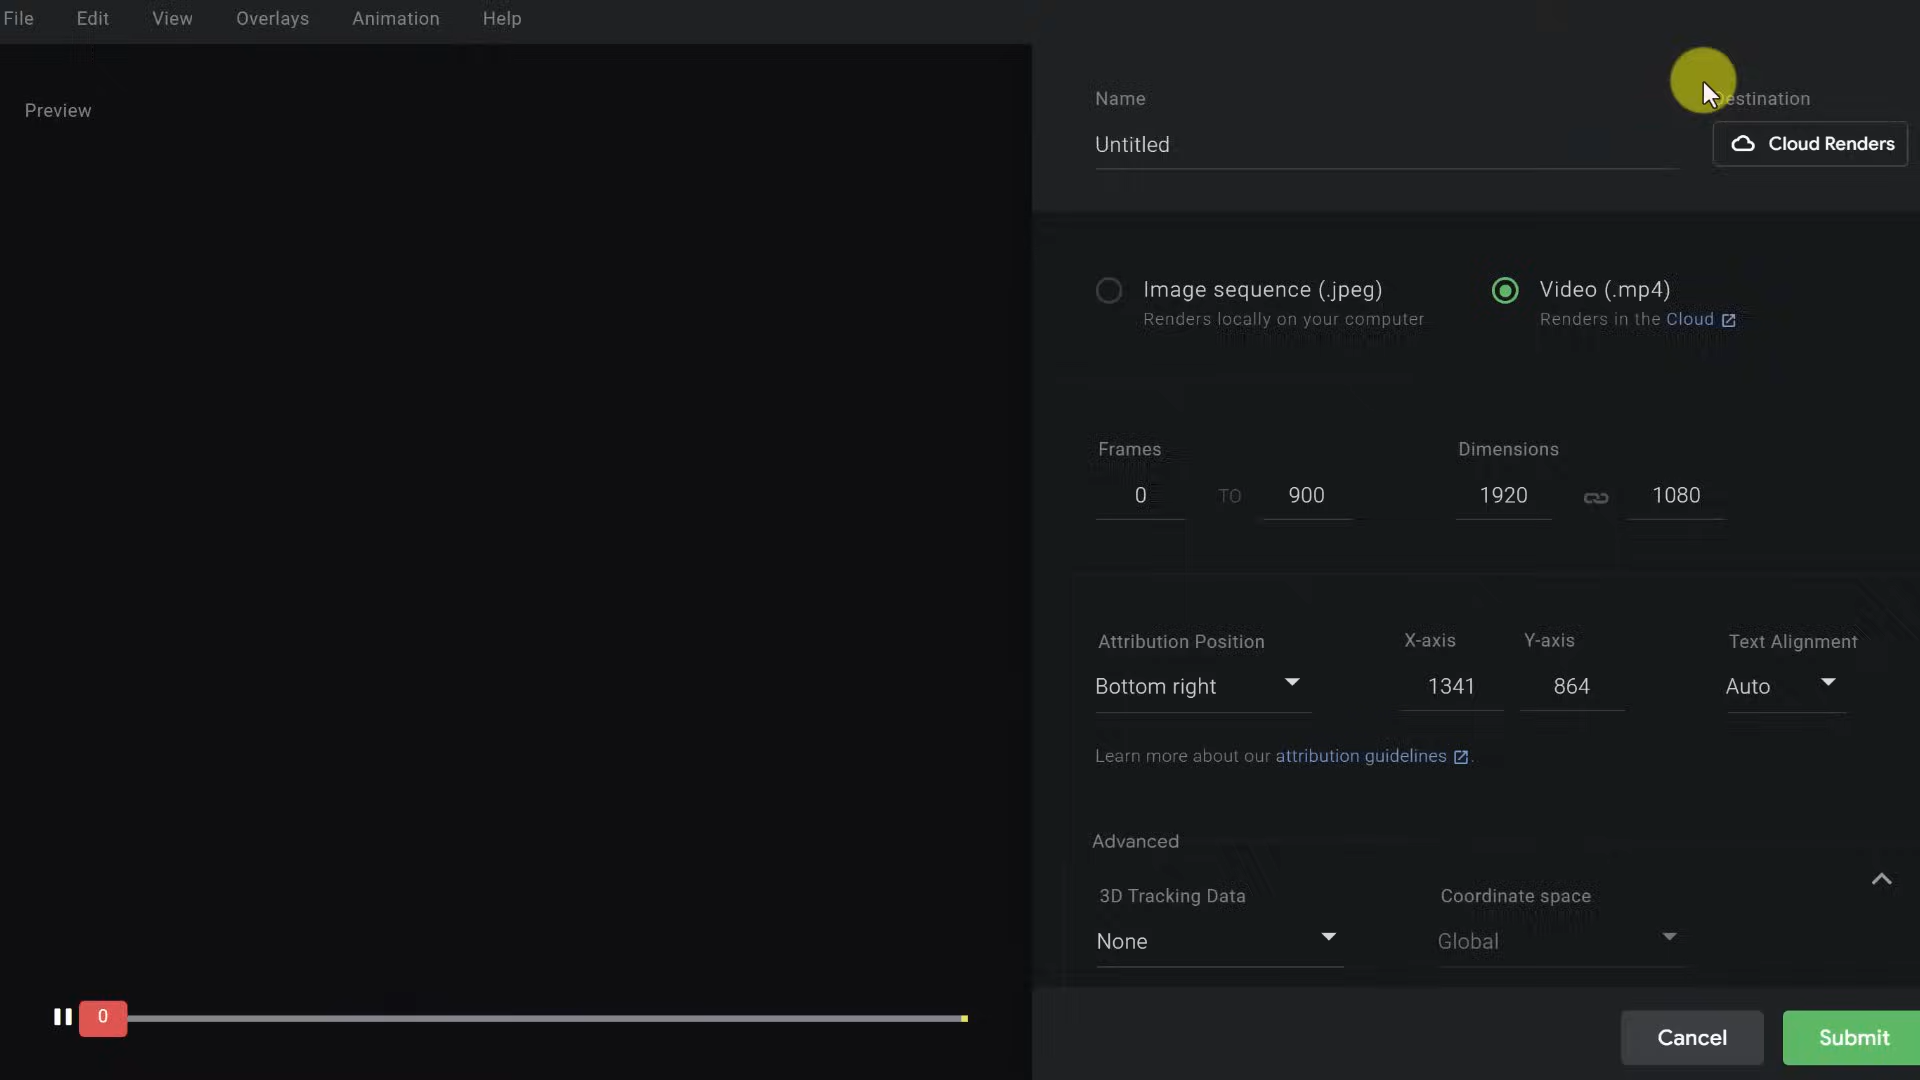 File Edit View Overlays Animation Help
Preview
Name
Destination
Untitled
Cloud Renders
Image sequence (.jpeg)
Renders locally on your computer
Video (.mp4)
Renders in the Cloud
Frames
Dimensions
0 TO 900
1920 1080
Attribution Position
X-axis
Y-axis
Text Alignment
Bottom right
1341
864
Auto
Learn more about our attribution guidelines.
Advanced
3D Tracking Data
Coordinate space
None
Global
0
Cancel
Submit